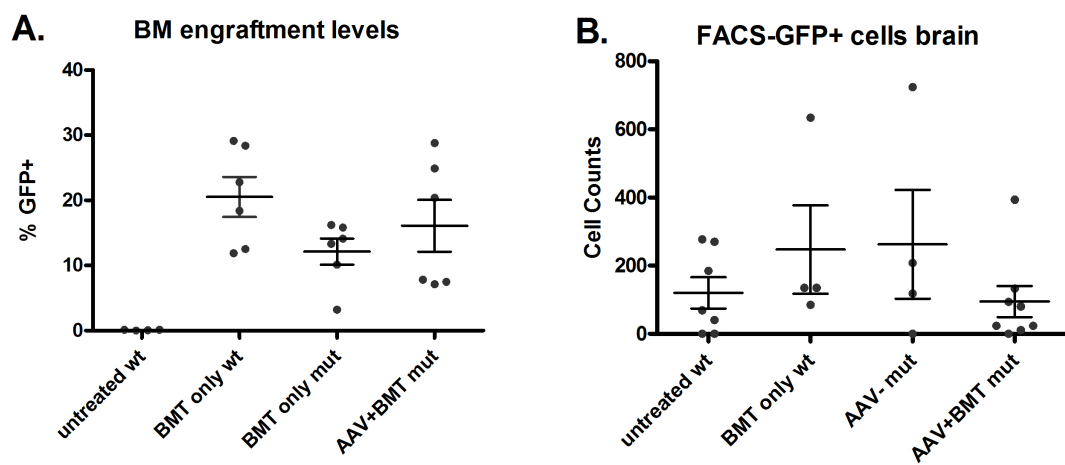 A.
BM engraftment levels
% GFP+
40
30
20
10
0
untreated wt
BMT only wt
BMT only mut
AAV+BMT mut
B.
FACS-GFP+ cells brain
Cell Counts
800
600
400
200
0
untreated wt
BMT only wt
AAV- mut
AAV+BMT mut